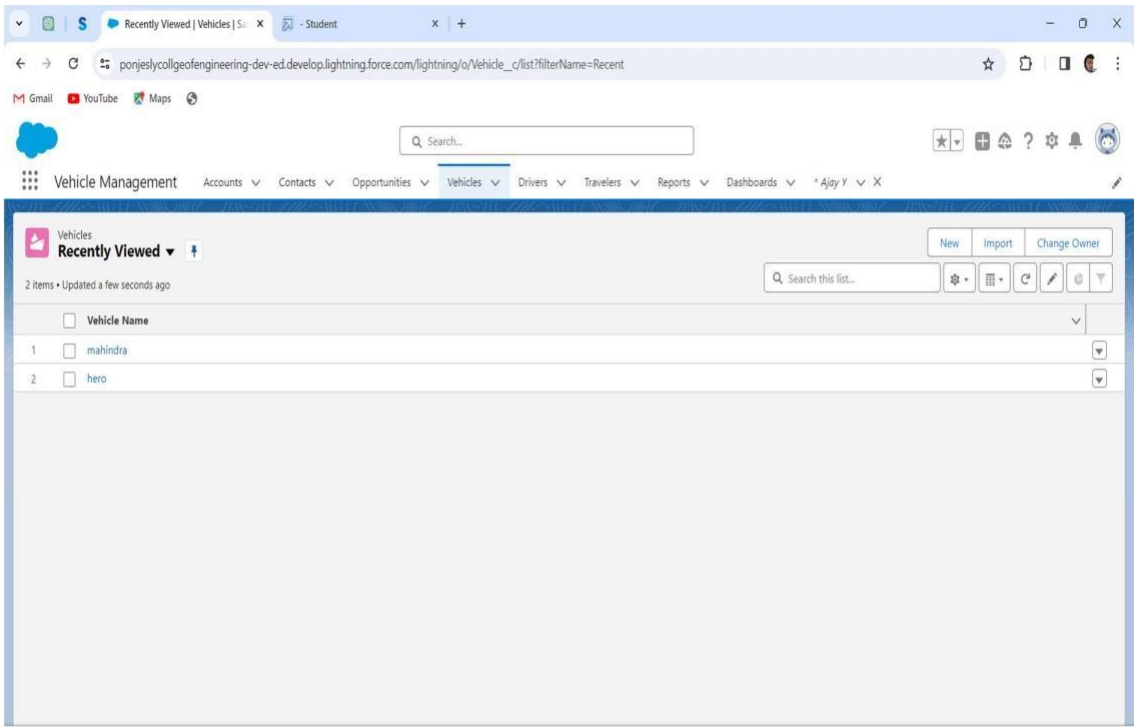 S Recently Viewed | Vehicles | Sa - Student
ponjeslycollgeofengineering-dev-ed.develop.lightning.force.com/lightning/o/Vehicle__c/list?filterName=Recent
Gmail YouTube Maps
Search...
Vehicle Management Accounts Contacts Opportunities Vehicles Drivers Travelers Reports Dashboards * Ajay Y
Vehicles
Recently Viewed
New Import Change Owner
2 items • Updated a few seconds ago
Search this list...
Vehicle Name
1 mahindra
2 hero